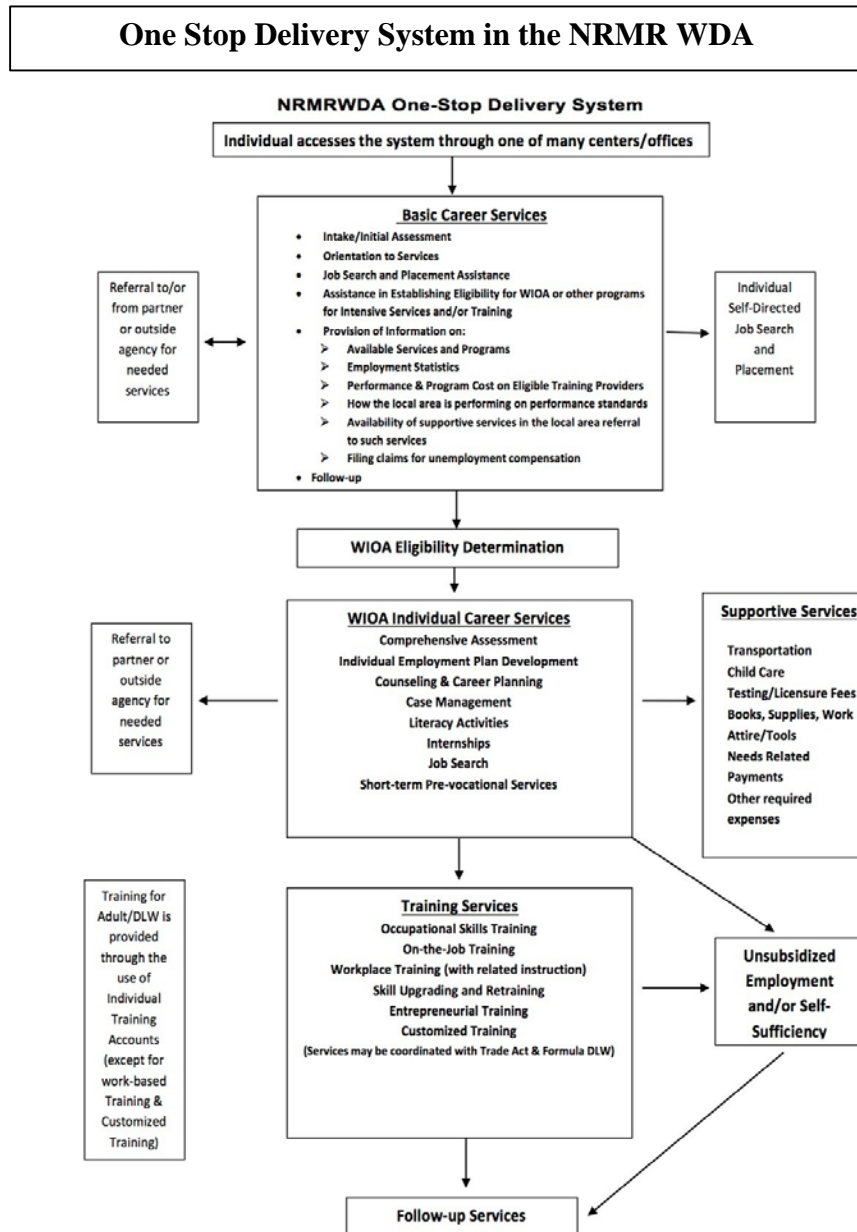 One Stop Delivery System in the NRMR WDA
NRMRWDA One-Stop Delivery System
Individual accesses the system through one of many centers/offices
Basic Career Services
• Intake/Initial Assessment
• Orientation to Services
• Job Search and Placement Assistance
• Assistance in Establishing Eligibility for WIOA or other programs
for Intensive Services and/or Training
• Provision of Information on:
➢ Available Services and Programs
➢ Employment Statistics
➢ Performance & Program Cost on Eligible Training Providers
➢ How the local area is performing on performance standards
➢ Availability of supportive services in the local area referral
to such services
➢ Filing claims for unemployment compensation
• Follow-up
Referral to/or
from partner
or outside
agency for
needed
services
Individual
Self-Directed
Job Search
and
Placement
WIOA Eligibility Determination
WIOA Individual Career Services
Comprehensive Assessment
Individual Employment Plan Development
Counseling & Career Planning
Case Management
Literacy Activities
Internships
Job Search
Short-term Pre-vocational Services
Referral to
partner or
outside
agency for
needed
services
Supportive Services
Transportation
Child Care
Testing/Licensure Fees
Books, Supplies, Work
Attire/Tools
Needs Related
Payments
Other required
expenses
Training for
Adult/DLW is
provided
through the
use of
Individual
Training
Accounts
(except for
work-based
Training &
Customized
Training)
Training Services
Occupational Skills Training
On-the-Job Training
Workplace Training (with related instruction)
Skill Upgrading and Retraining
Entrepreneurial Training
Customized Training
(Services may be coordinated with Trade Act & Formula DLW)
Unsubsidized
Employment
and/or Self-
Sufficiency
Follow-up Services